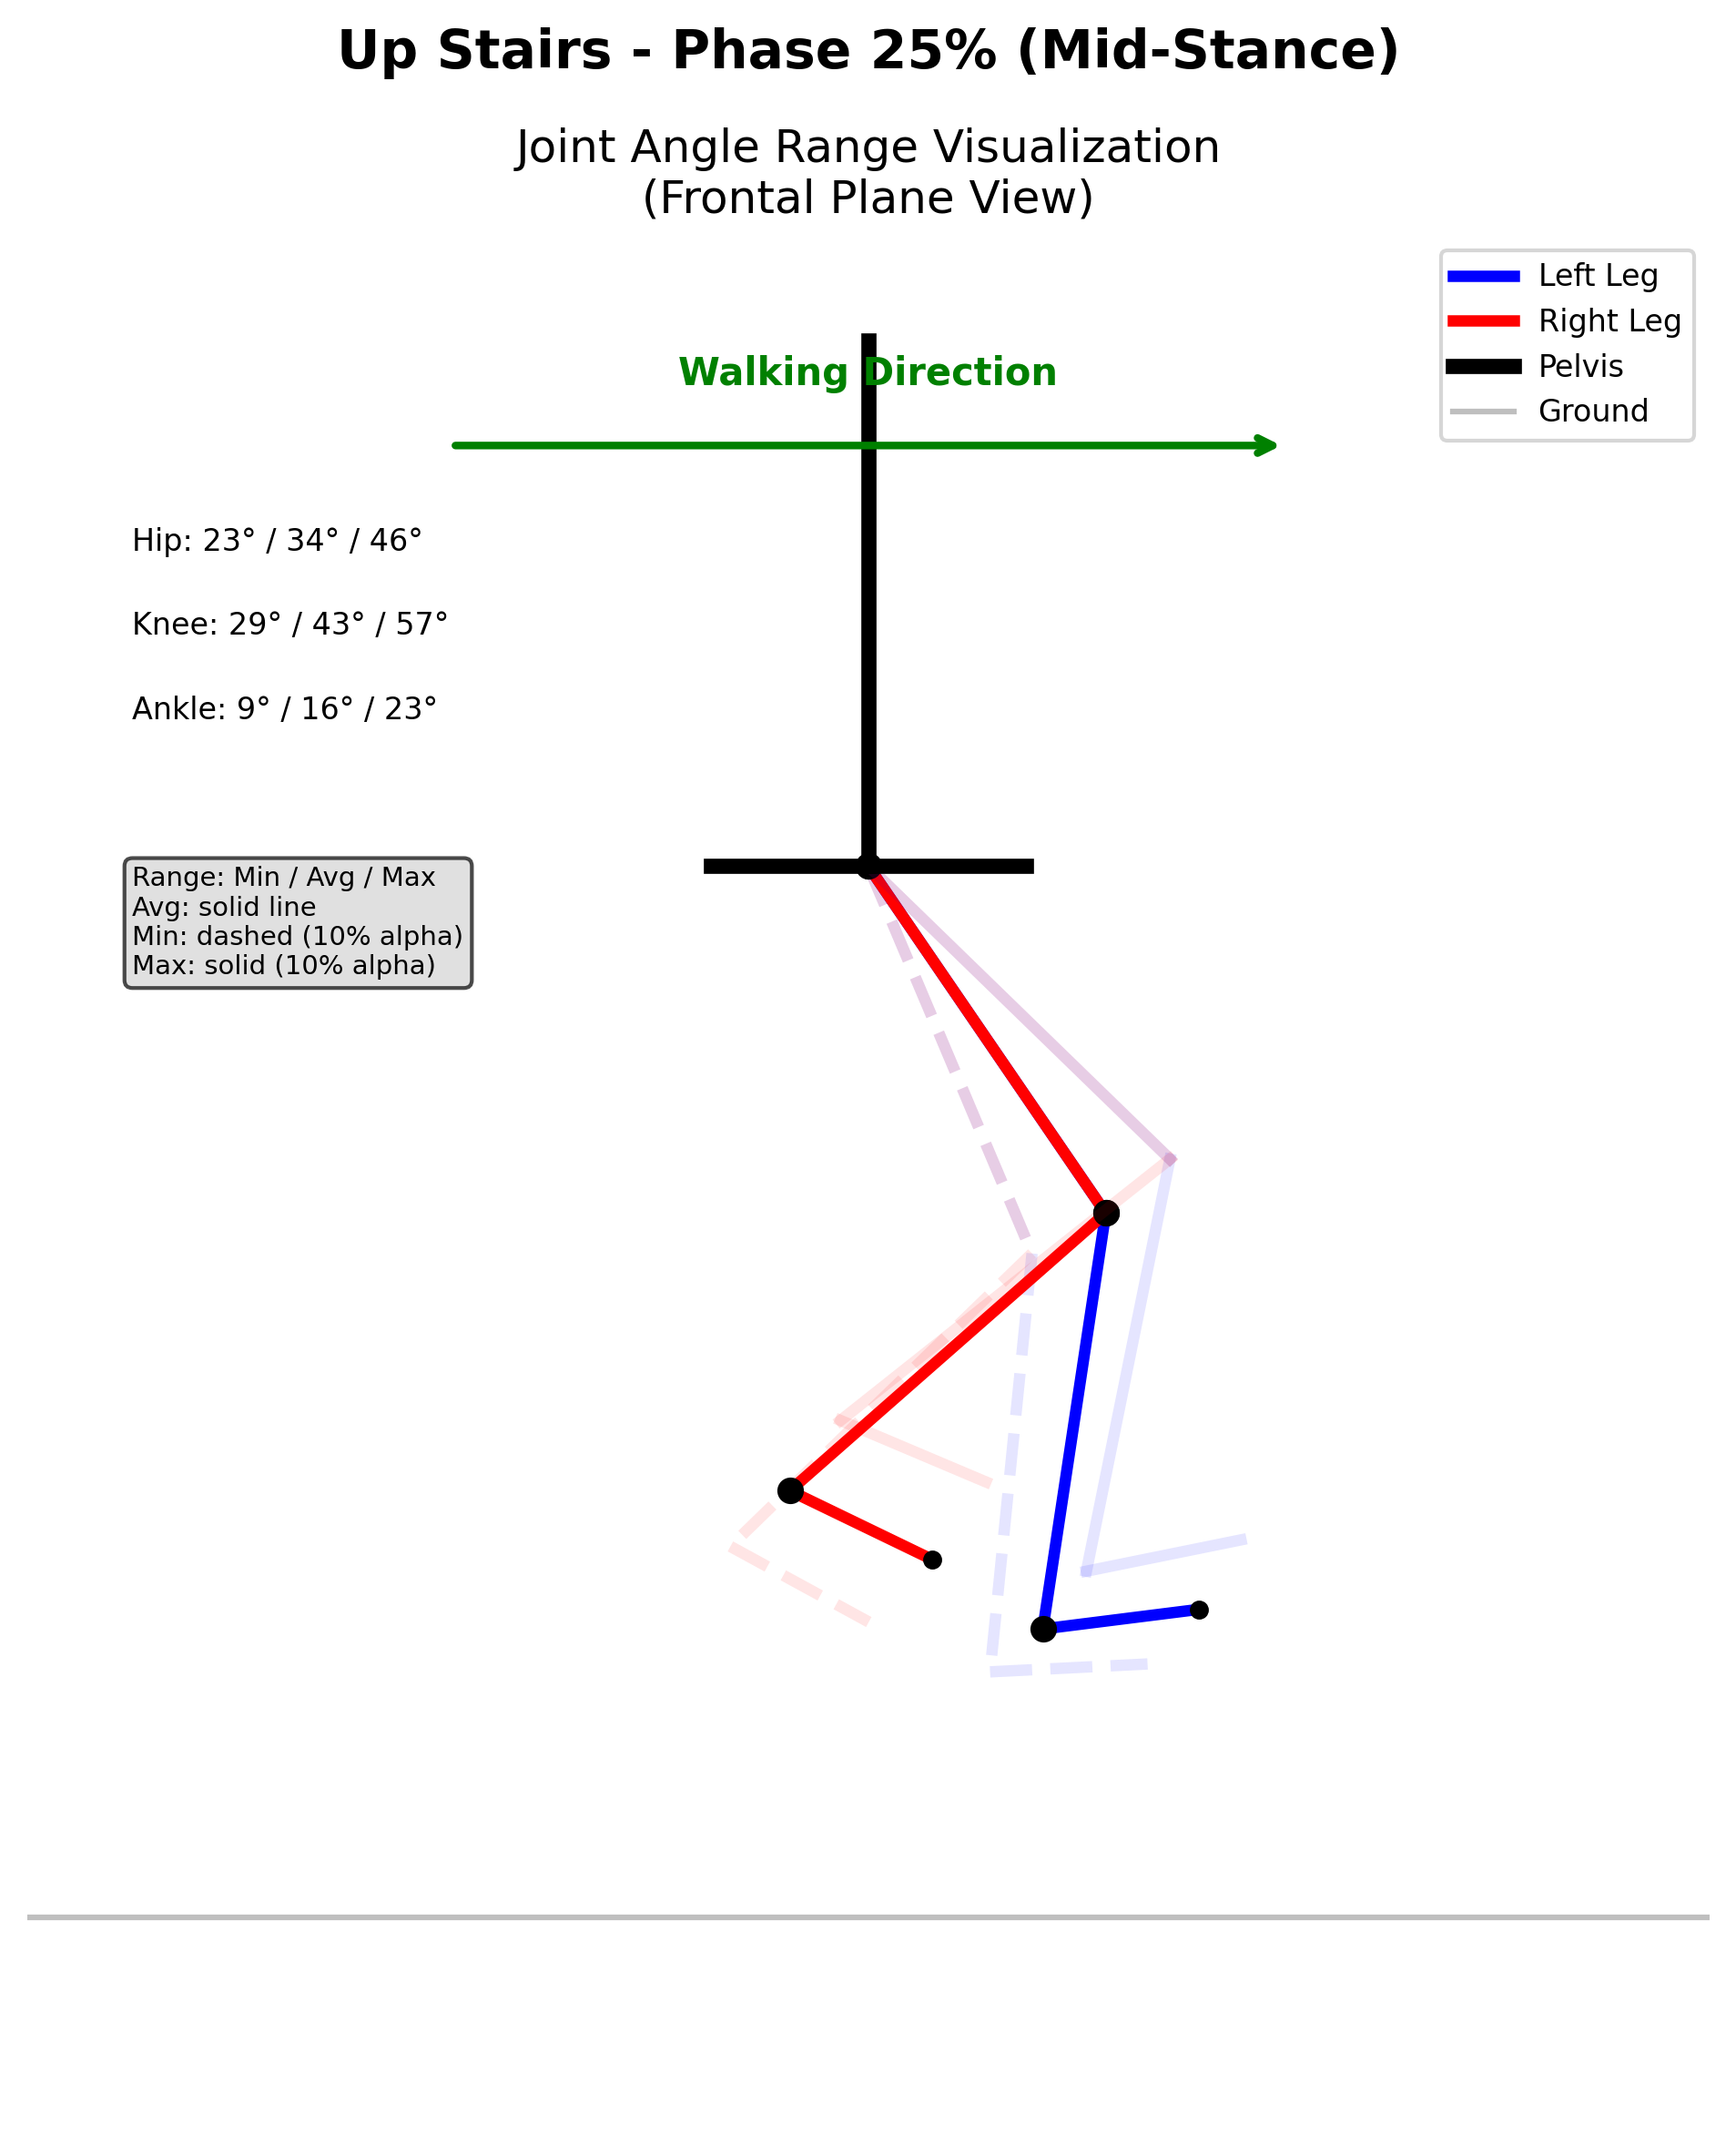 Up Stairs - Phase 25% (Mid-Stance)
Joint Angle Range Visualization
(Frontal Plane View)
Left Leg
Right Leg
Pelvis
Ground
Walking Direction
Hip: 23° / 34° / 46°
Knee: 29° / 43° / 57°
Ankle: 9° / 16° / 23°
Range: Min / Avg / Max
Avg: solid line
Min: dashed (10% alpha)
Max: solid (10% alpha)